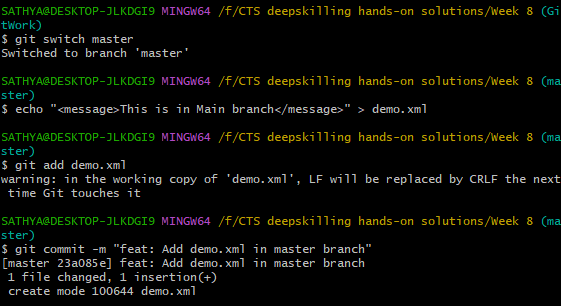 SATHYA@DESKTOP-JLKDGI9 MINGW64 /f/CTS deepskilling hands-on solutions/Week 8 (Gi
tWork)
$ git switch master
Switched to branch 'master'
SATHYA@DESKTOP-JLKDGI9 MINGW64 /f/CTS deepskilling hands-on solutions/Week 8 (ma
ster)
$ echo "<message>This is in Main branch</message>" > demo.xml
SATHYA@DESKTOP-JLKDGI9 MINGW64 /f/CTS deepskilling hands-on solutions/Week 8 (ma
ster)
$ git add demo.xml
warning: in the working copy of 'demo.xml', LF will be replaced by CRLF the next
 time Git touches it
SATHYA@DESKTOP-JLKDGI9 MINGW64 /f/CTS deepskilling hands-on solutions/Week 8 (ma
ster)
$ git commit -m "feat: Add demo.xml in master branch"
[master 23a085e] feat: Add demo.xml in master branch
 1 file changed, 1 insertion(+)
 create mode 100644 demo.xml